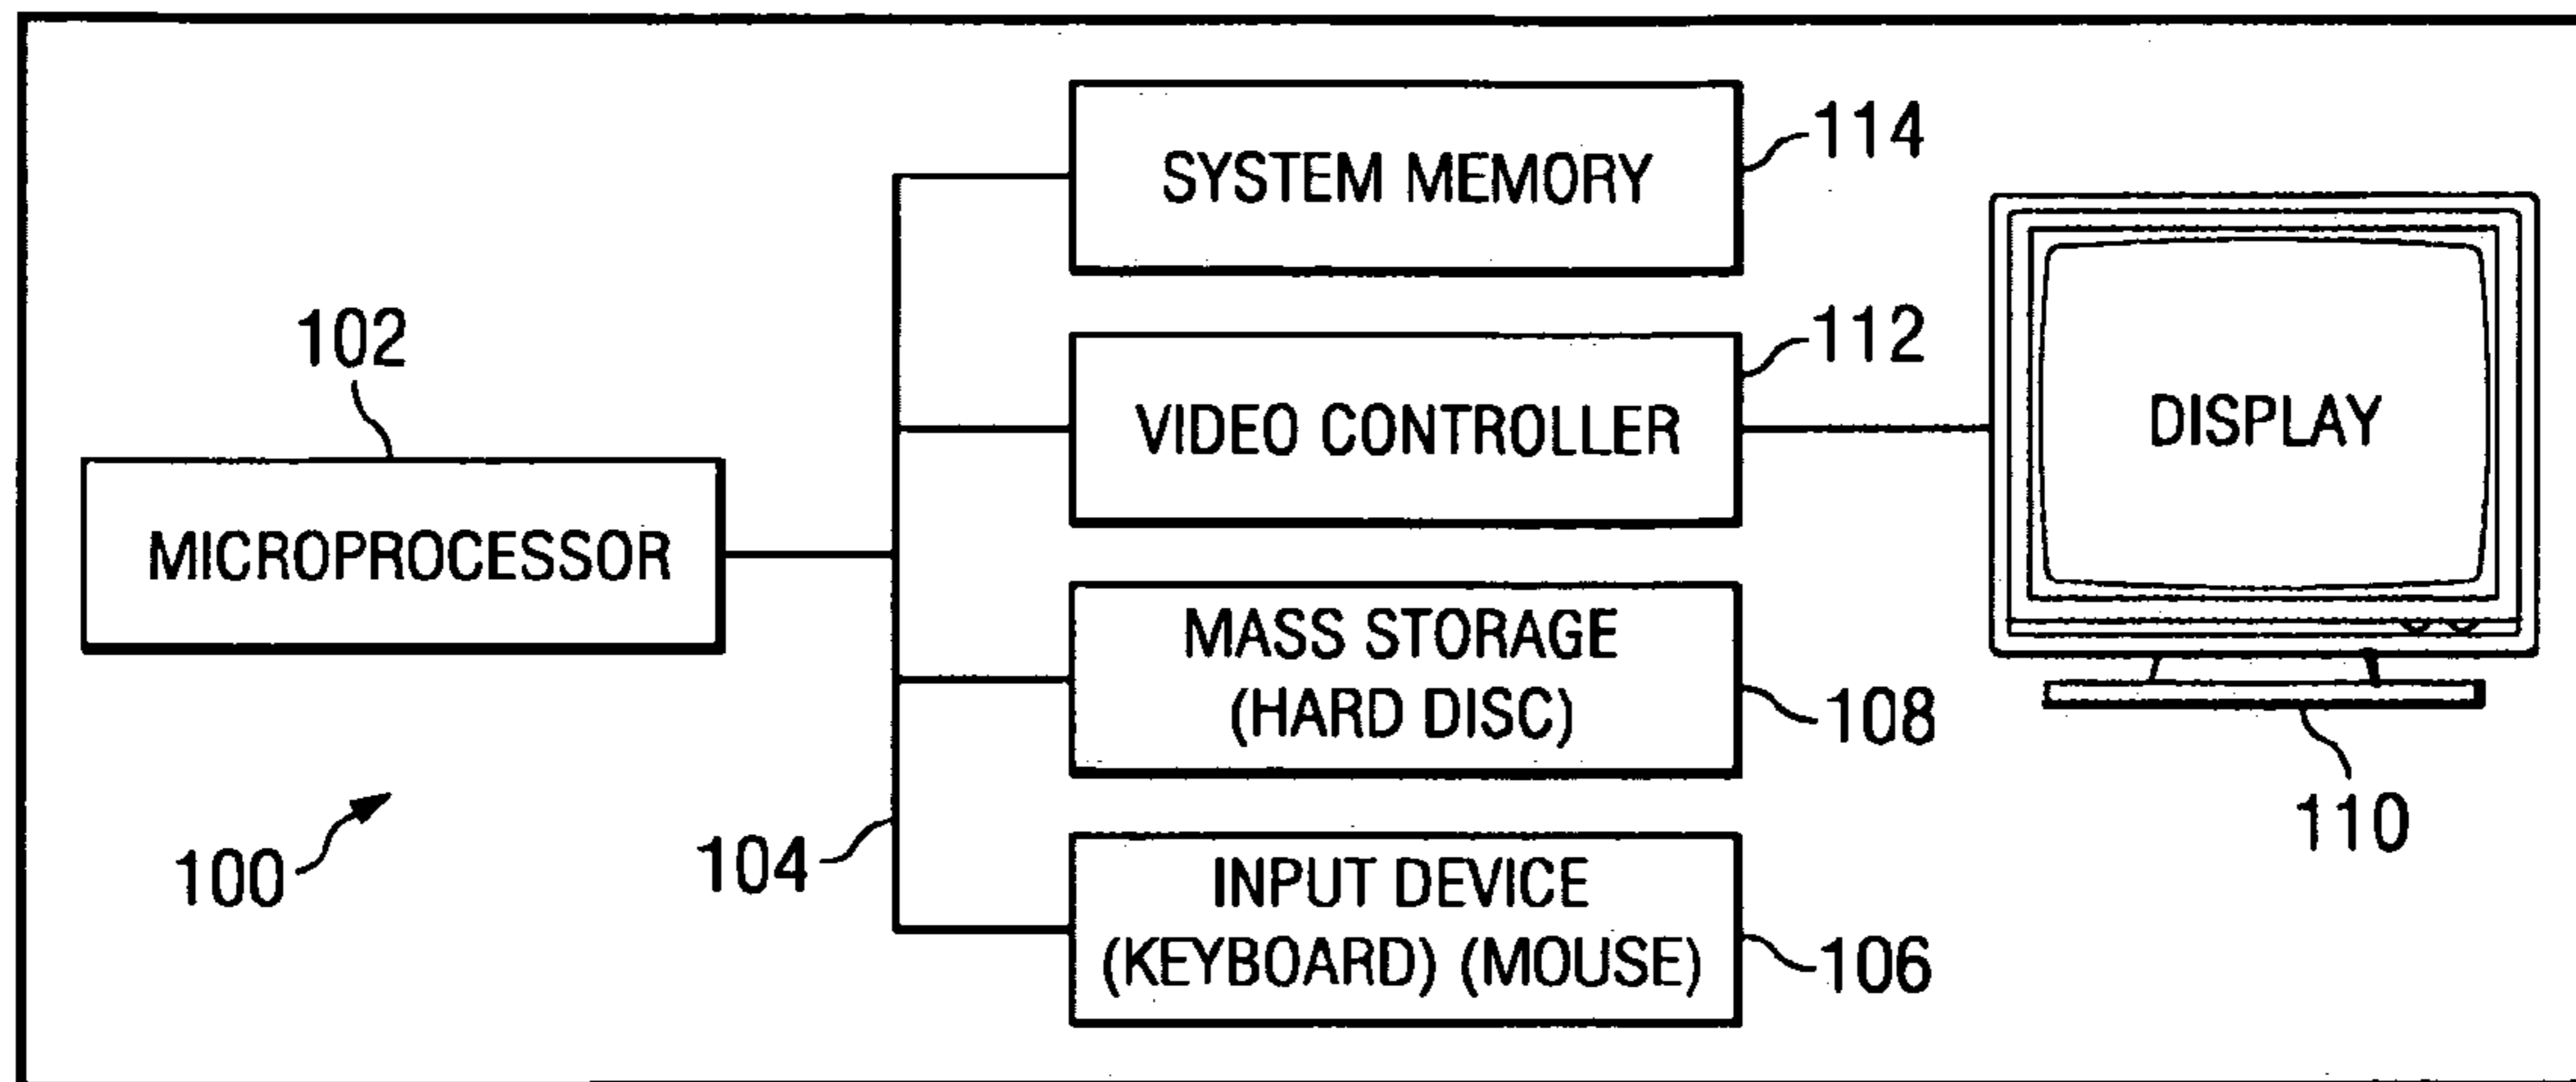 SYSTEM MEMORY
114
VIDEO CONTROLLER
112
DISPLAY
102
MICROPROCESSOR
MASS STORAGE
(HARD DISC)
108
110
100
104
INPUT DEVICE
(KEYBOARD) (MOUSE)
106